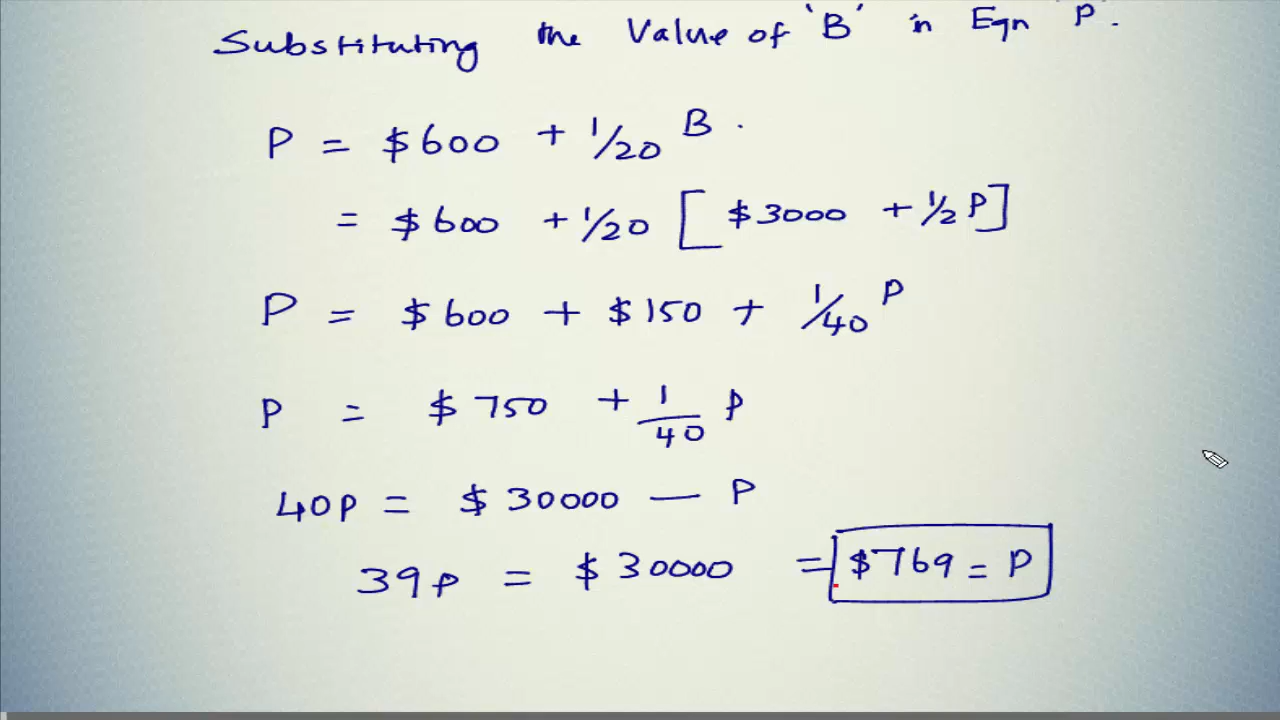 Substituting the Value of 'B' in Eqn P.
P = $600 + 1/20 B.
= $600 + 1/20 [$3000 + 1/2 P]
P = $600 + $150 + 1/40 P
P = $750 + 1/40 P
40P = $30000 — P
39P = $30000 = $769 = P